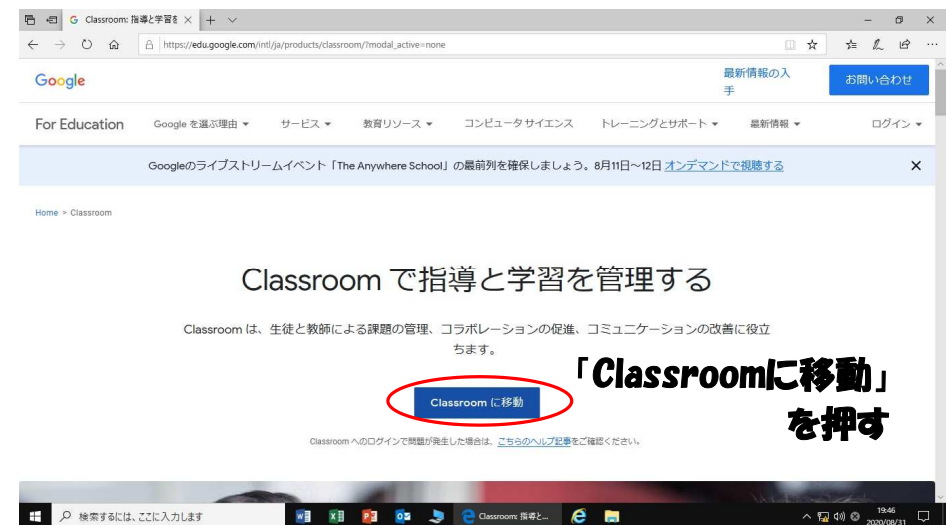 Classroom: 指導と学習を
https://edu.google.com/intl/ja/products/classroom/?modal_active=none
Google
最新情報の入
手
お問い合わせ
For Education
Google を選ぶ理由
サービス
教育リソース
コンピュータ サイエンス
トレーニングとサポート
最新情報
ログイン
Googleのライブストリームイベント「The Anywhere School」の最前列を確保しましょう。8月11日～12日 オンデマンドで視聴する
Home > Classroom
Classroom で指導と学習を管理する
Classroom は、生徒と教師による課題の管理、コラボレーションの促進、コミュニケーションの改善に役立
ちます。
「Classroomに移動」
を押す
Classroom に移動
Classroom へのログインで問題が発生した場合は、こちらのヘルプ記事をご確認ください。
検索するには、ここに入力します
Classroom: 指導と...
19:46
2020/08/31